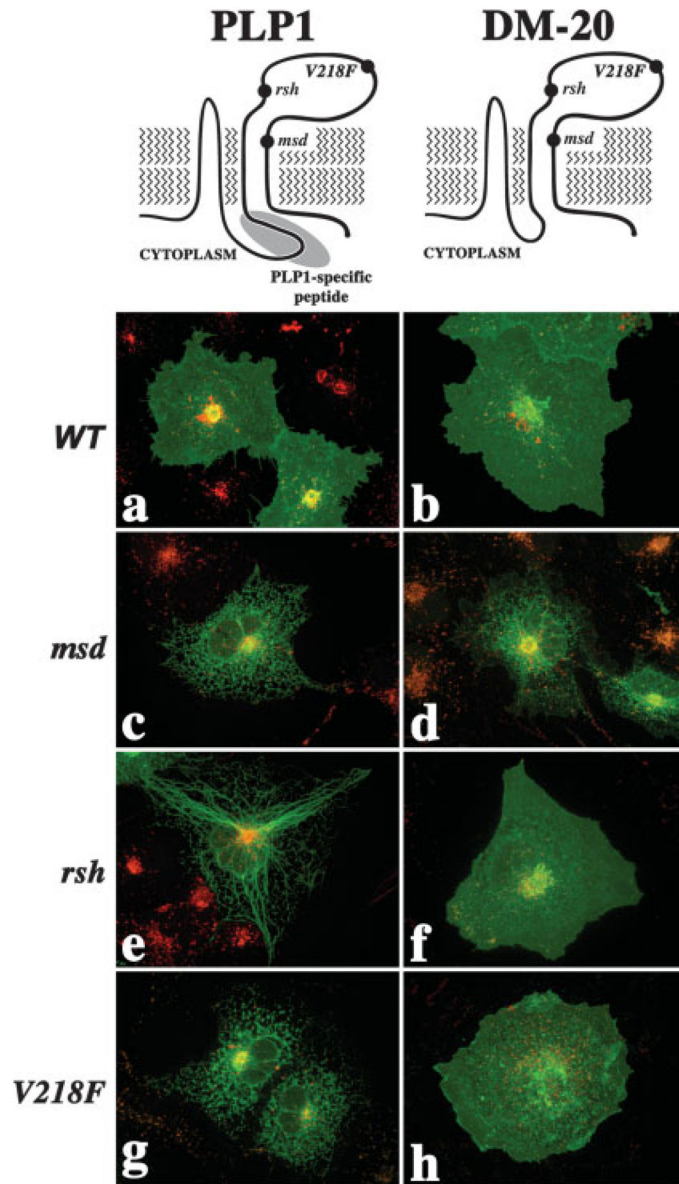 PLP1
DM-20
V218F
rsh
msd
CYTOPLASM
PLP1-specific
peptide
V218F
rsh
msd
CYTOPLASM
WT
a
b
msd
c
d
rsh
e
f
V218F
g
h